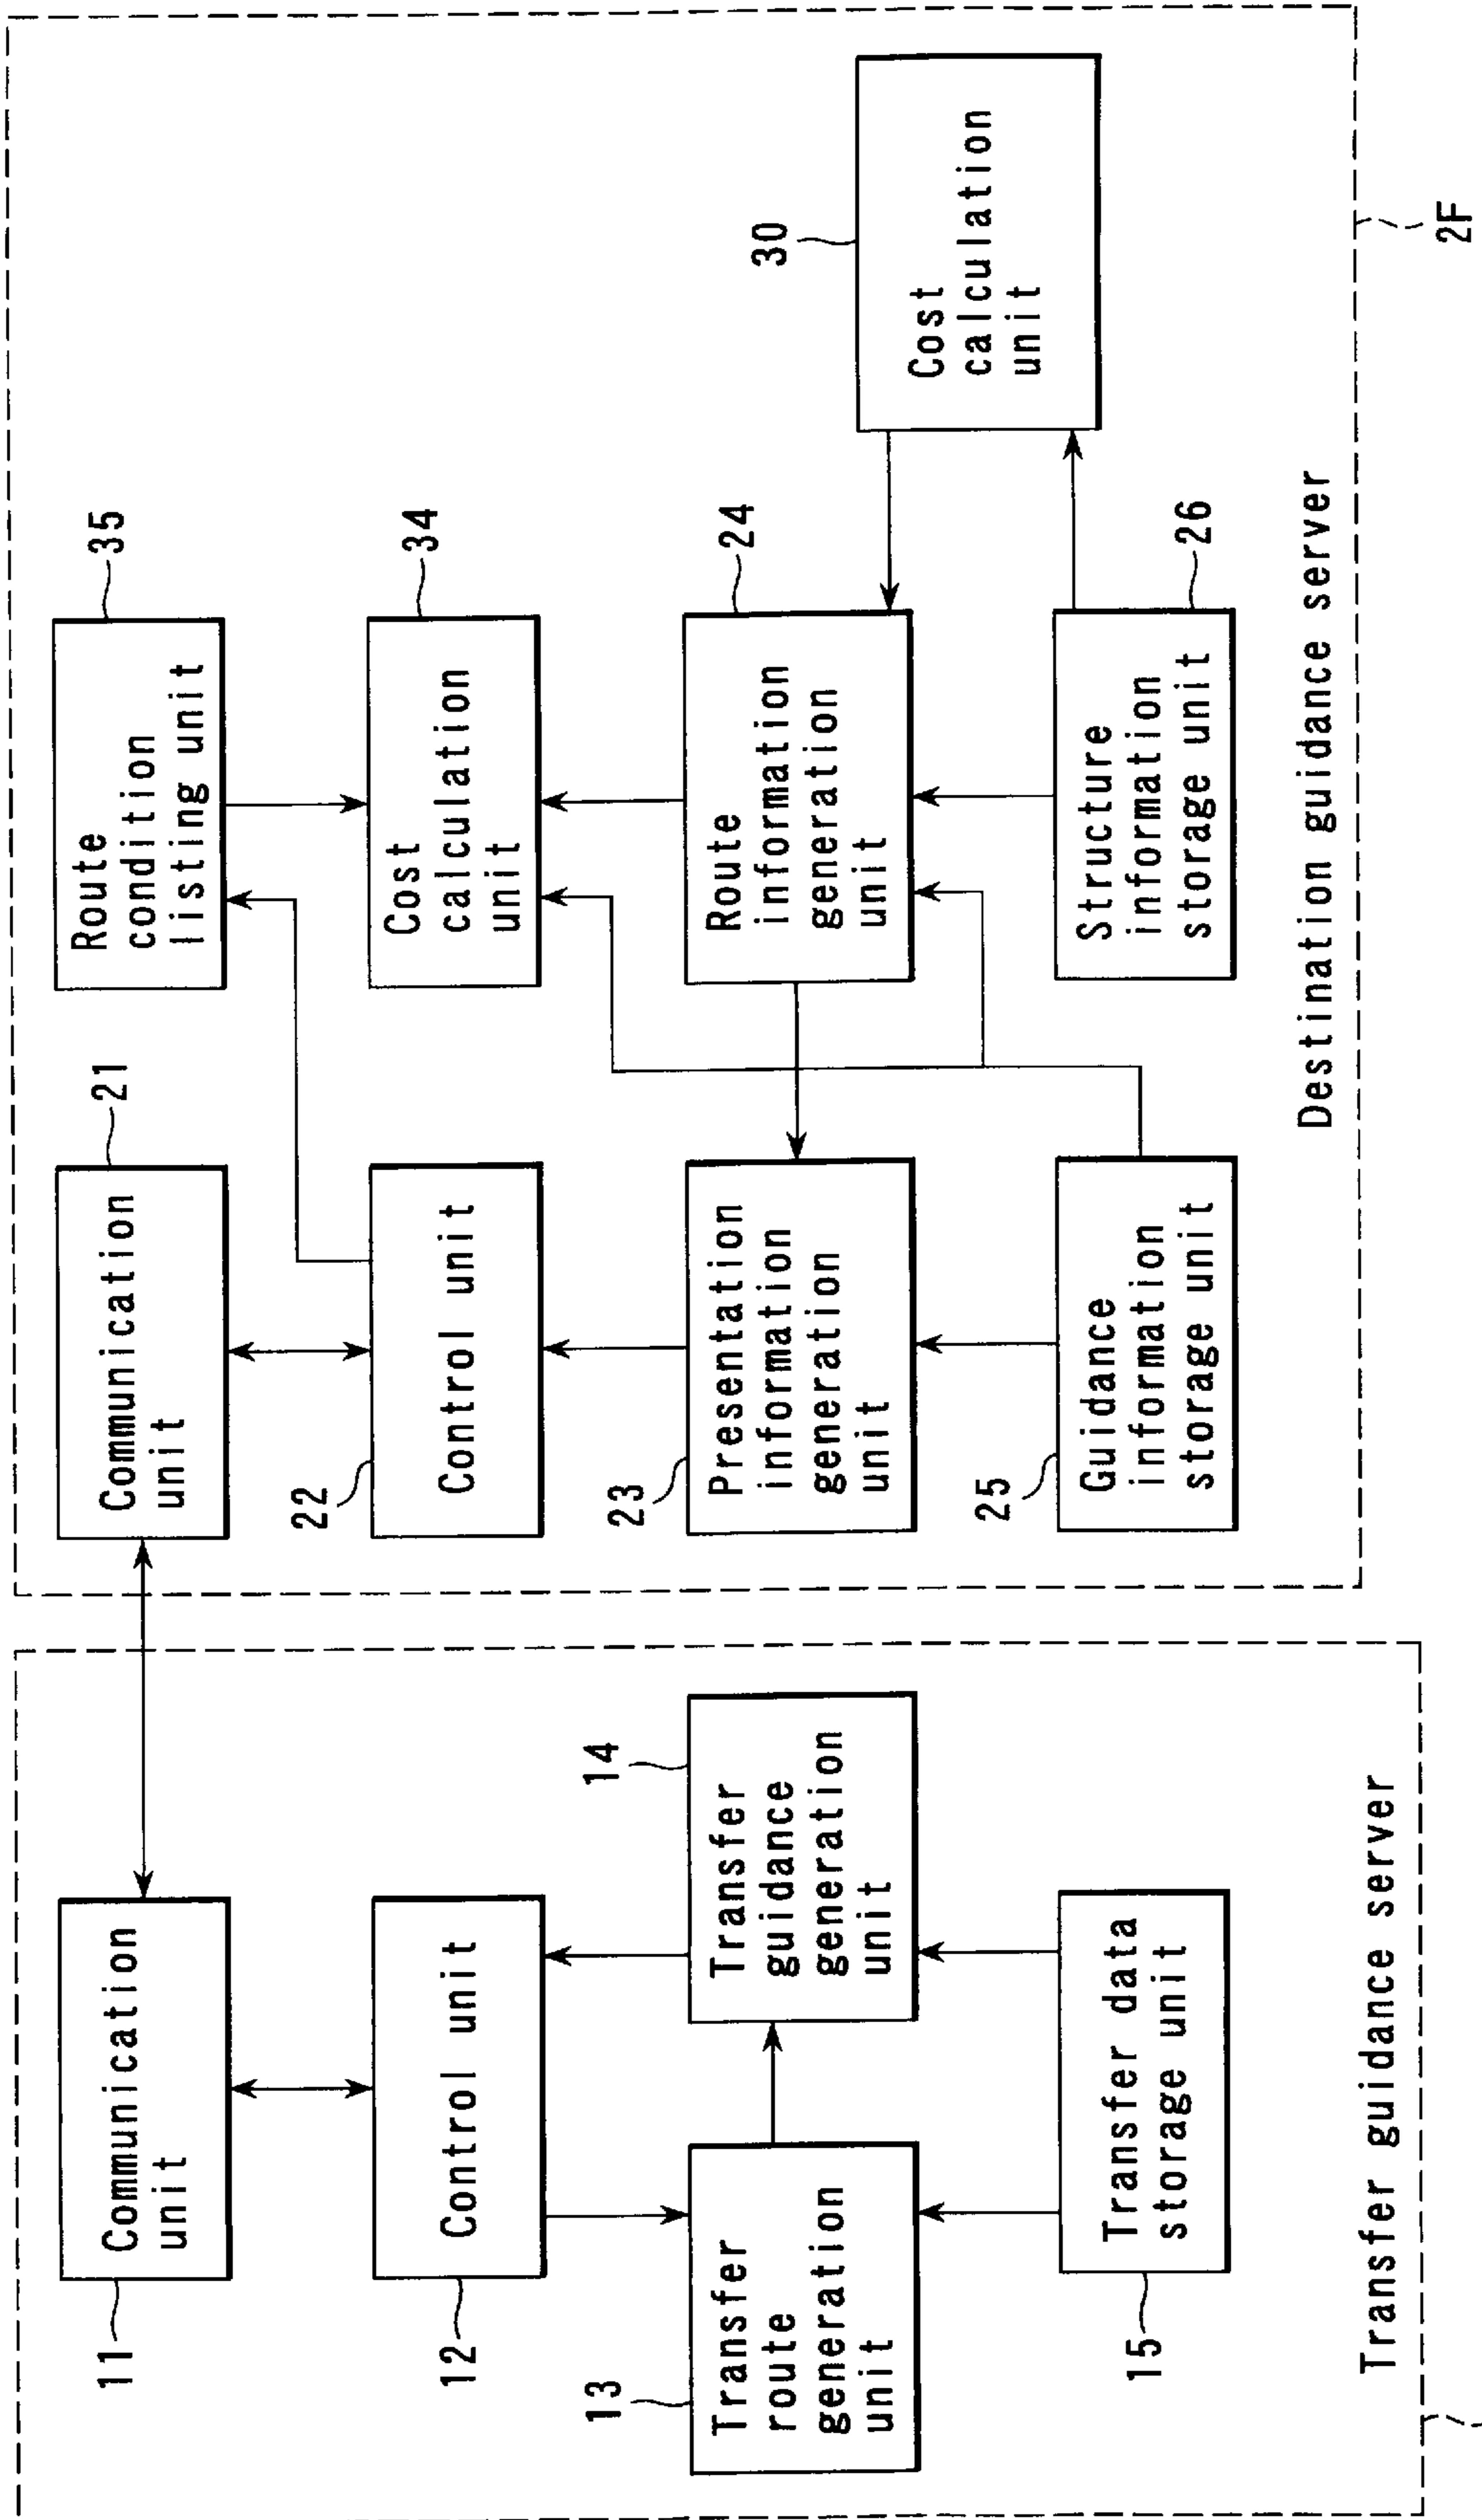 11
Communication
unit
12
Control unit
13
Transfer
route
generation
unit
14
Transfer
guidance
generation
unit
15
Transfer data
storage unit
Transfer guidance server
21
Communication
unit
22
Control unit
23
Presentation
information
generation
unit
25
Guidance
information
storage unit
35
Route
condition
listing unit
34
Cost
calculation
unit
24
Route
information
generation
unit
26
Structure
information
storage unit
30
Cost
calculation
unit
Destination guidance server
2F